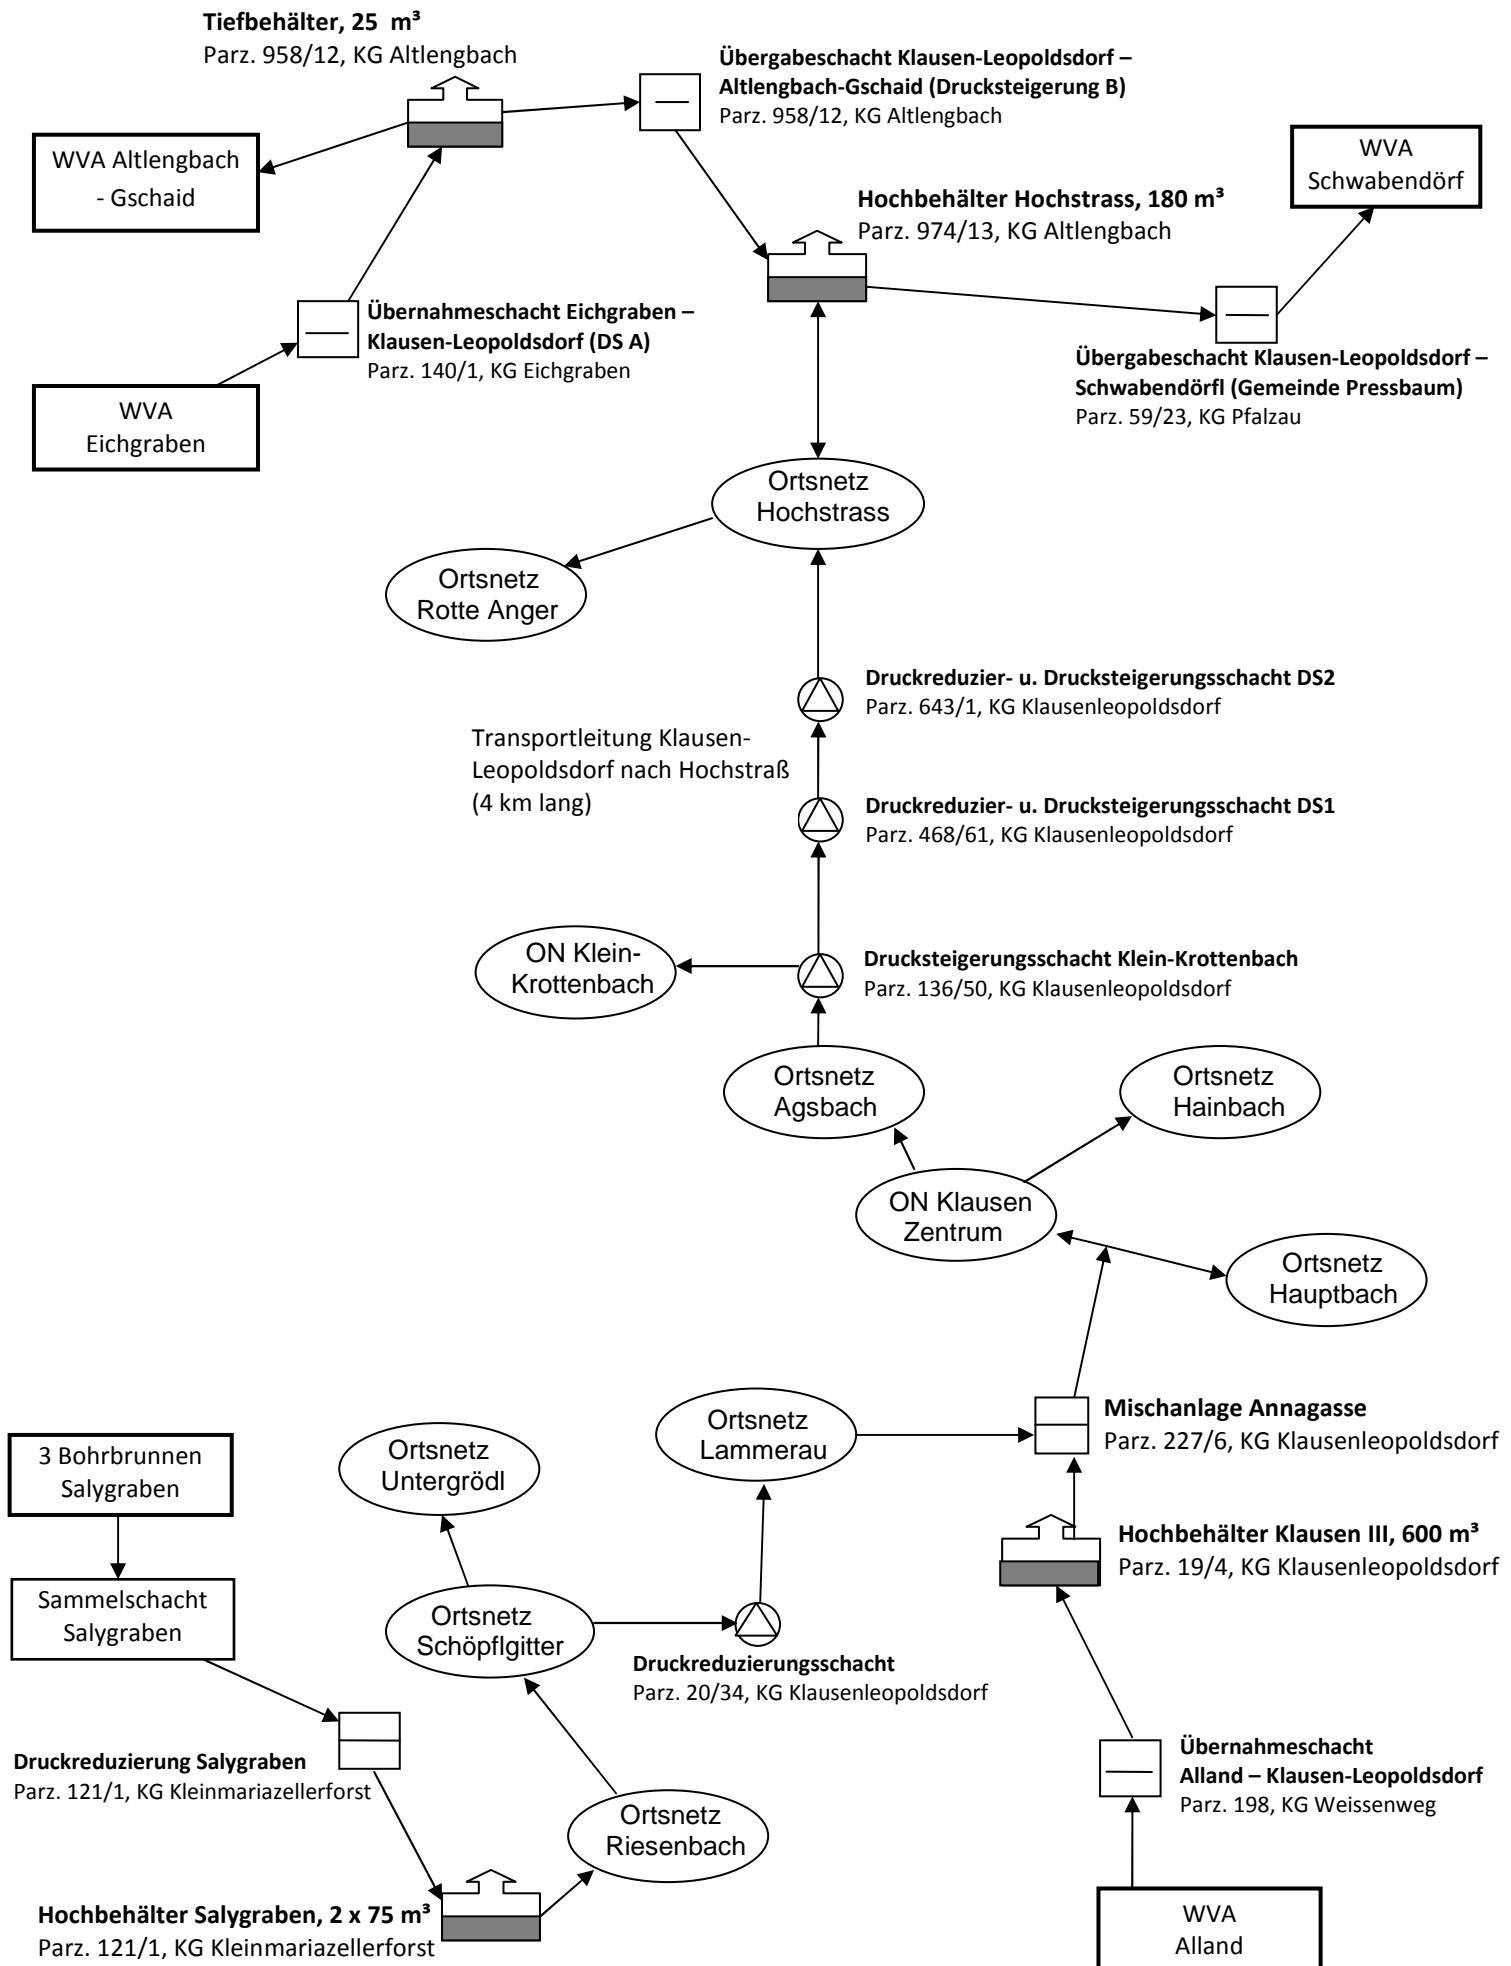 Tiefbehälter, 25  m³
Parz. 958/12, KG Altlengbach
Übergabeschacht Klausen-Leopoldsdorf –
Altlengbach-Gschaid (Drucksteigerung B)
Parz. 958/12, KG Altlengbach
WVA Altlengbach
- Gschaid
WVA
Schwabendörf
Hochbehälter Hochstrass, 180 m³
Parz. 974/13, KG Altlengbach
Übernahmeschacht Eichgraben –
Klausen-Leopoldsdorf (DS A)
Parz. 140/1, KG Eichgraben
Übergabeschacht Klausen-Leopoldsdorf –
Schwabendörfl (Gemeinde Pressbaum)
Parz. 59/23, KG Pfalzau
WVA
Eichgraben
Ortsnetz
Hochstrass
Ortsnetz
Rotte Anger
Druckreduzier- u. Drucksteigerungsschacht DS2
Parz. 643/1, KG Klausenleopoldsdorf
Transportleitung Klausen-
Leopoldsdorf nach Hochstraß
(4 km lang)
Druckreduzier- u. Drucksteigerungsschacht DS1
Parz. 468/61, KG Klausenleopoldsdorf
ON Klein-
Krottenbach
Drucksteigerungsschacht Klein-Krottenbach
Parz. 136/50, KG Klausenleopoldsdorf
Ortsnetz
Agsbach
Ortsnetz
Hainbach
ON Klausen
Zentrum
Ortsnetz
Hauptbach
Ortsnetz
Lammerau
Mischanlage Annagasse
Parz. 227/6, KG Klausenleopoldsdorf
3 Bohrbrunnen
Salygraben
Ortsnetz
Untergrödl
Hochbehälter Klausen III, 600 m³
Parz. 19/4, KG Klausenleopoldsdorf
Sammelschacht
Salygraben
Ortsnetz
Schöpflgitter
Druckreduzierungsschacht
Parz. 20/34, KG Klausenleopoldsdorf
Druckreduzierung Salygraben
Parz. 121/1, KG Kleinmariazellerforst
Übernahmeschacht
Alland – Klausen-Leopoldsdorf
Parz. 198, KG Weissenweg
Ortsnetz
Riesenbach
Hochbehälter Salygraben, 2 x 75 m³
Parz. 121/1, KG Kleinmariazellerforst
WVA
Alland